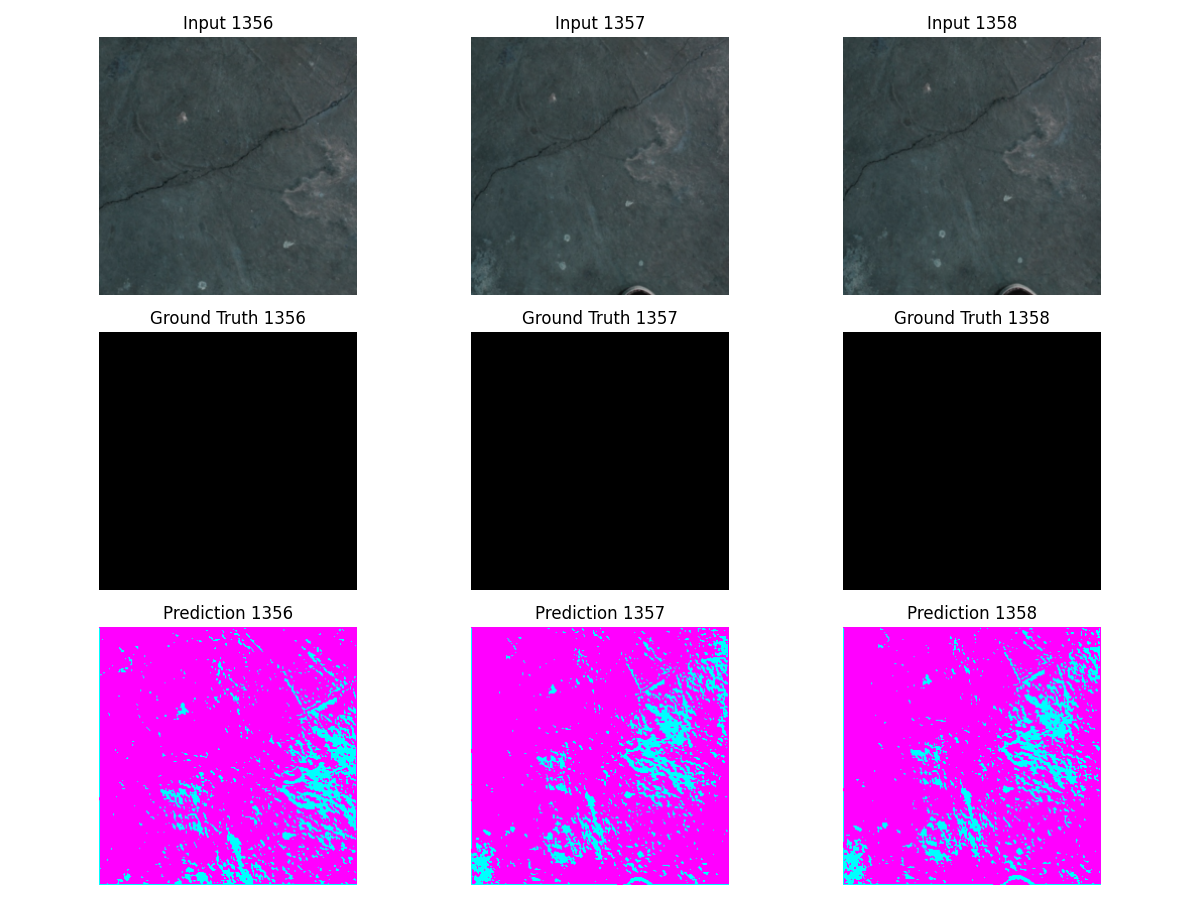 Input 1356
Input 1357
Input 1358
Ground Truth 1356
Ground Truth 1357
Ground Truth 1358
Prediction 1356
Prediction 1357
Prediction 1358